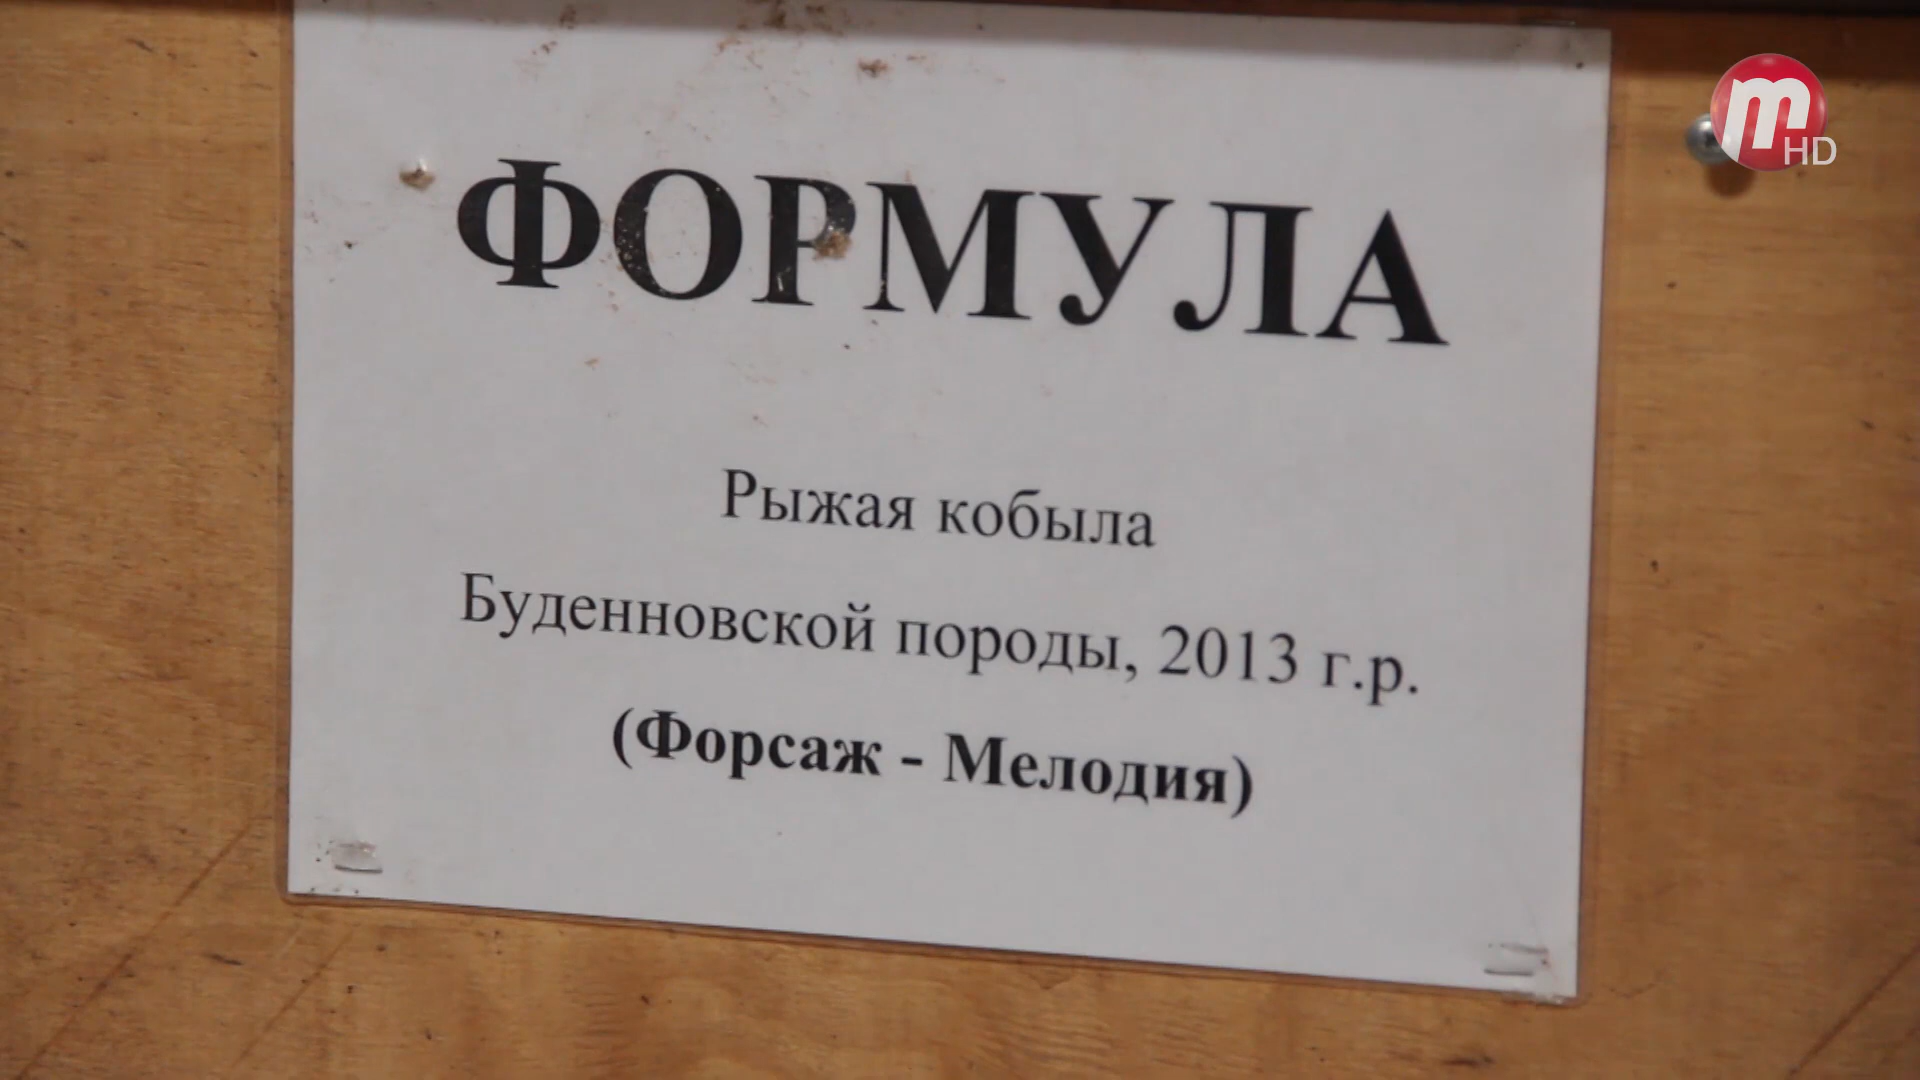 m HD
ФОРМУЛА
Рыжая кобыла
Буденновской породы, 2013 г.р.
(Форсаж - Мелодия)